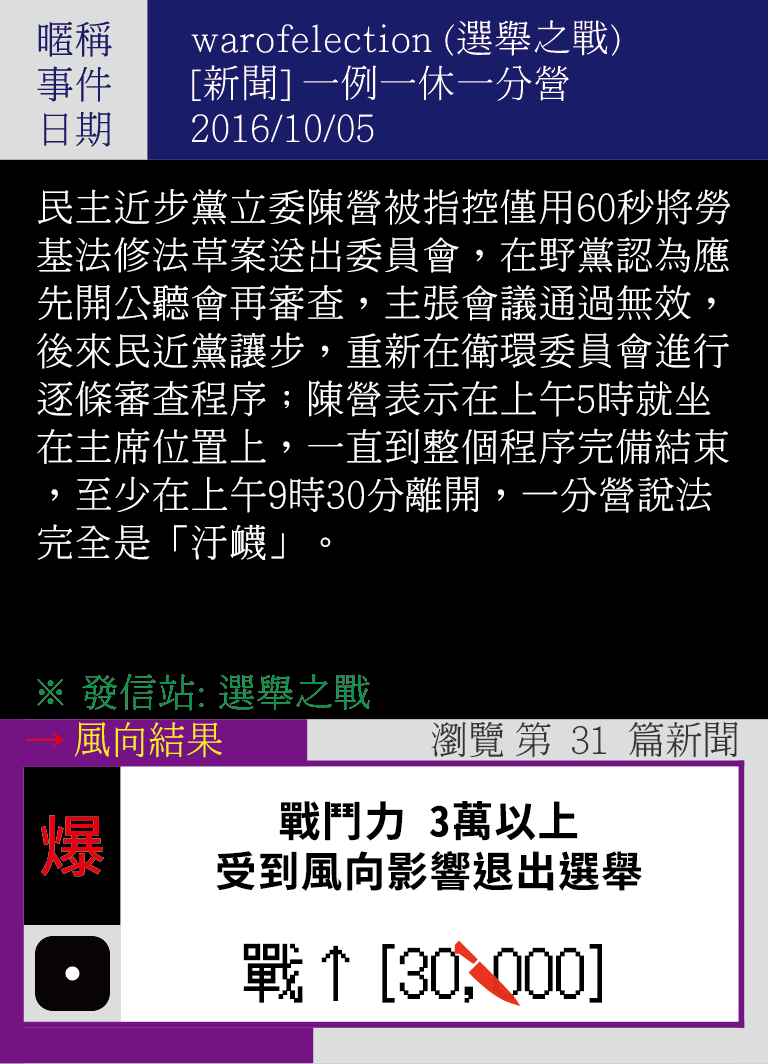 暱稱 warofelection (選舉之戰)
事件 [新聞] 一例一休一分營
日期 2016/10/05
民主近步黨立委陳營被指控僅用60秒將勞
基法修法草案送出委員會，在野黨認為應
先開公聽會再審查，主張會議通過無效，
後來民近黨讓步，重新在衛環委員會進行
逐條審查程序；陳營表示在上午5時就坐
在主席位置上，一直到整個程序完備結束
，至少在上午9時30分離開，一分營說法
完全是「汙衊」。
※ 發信站: 選舉之戰
→ 風向結果 瀏覽 第 31 篇新聞
爆
戰鬥力 3萬以上
受到風向影響退出選舉
戰↑[30,000]